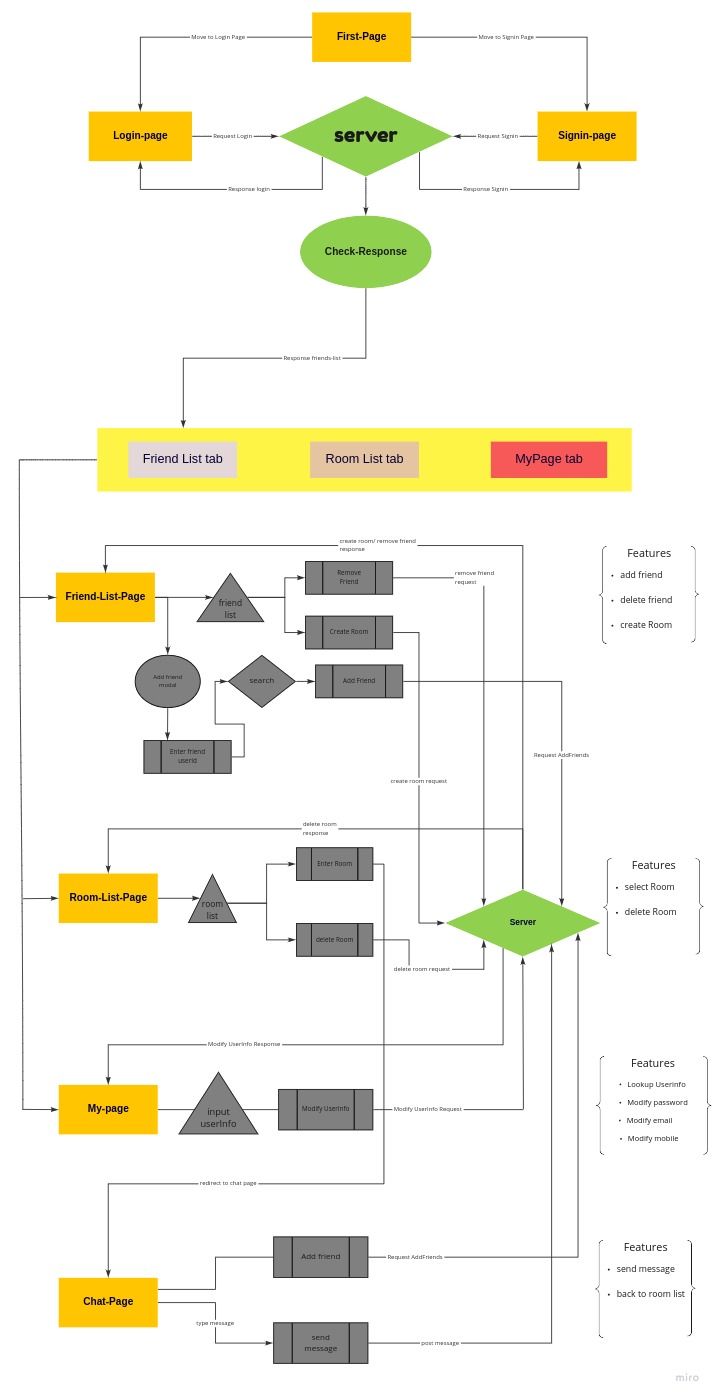 First-Page
Move to Login Page
Move to Signin Page
Login-page
Request Login
server
Request Signin
Signin-page
Response login
Response Signin
Check-Response
Response friends-list
Friend List tab
Room List tab
MyPage tab
create room/ remove friend
response
Features
• add friend
• delete friend
• create Room
Friend-List-Page
friend
list
Remove
Friend
remove friend
request
Create Room
Add friend
modal
search
Add Friend
Enter friend
userid
Request AddFriends
create room request
delete room
response
Room-List-Page
room
list
Enter Room
delete Room
Server
Features
• select Room
• delete Room
delete room request
Modify UserInfo Response
My-page
input
userInfo
Modify UserInfo
Modify UserInfo Request
Features
• Lookup Userinfo
• Modify password
• Modify email
• Modify mobile
redirect to chat page
Chat-Page
Add friend
Request AddFriends
type message
send
message
post message
Features
• send message
• back to room list
miro